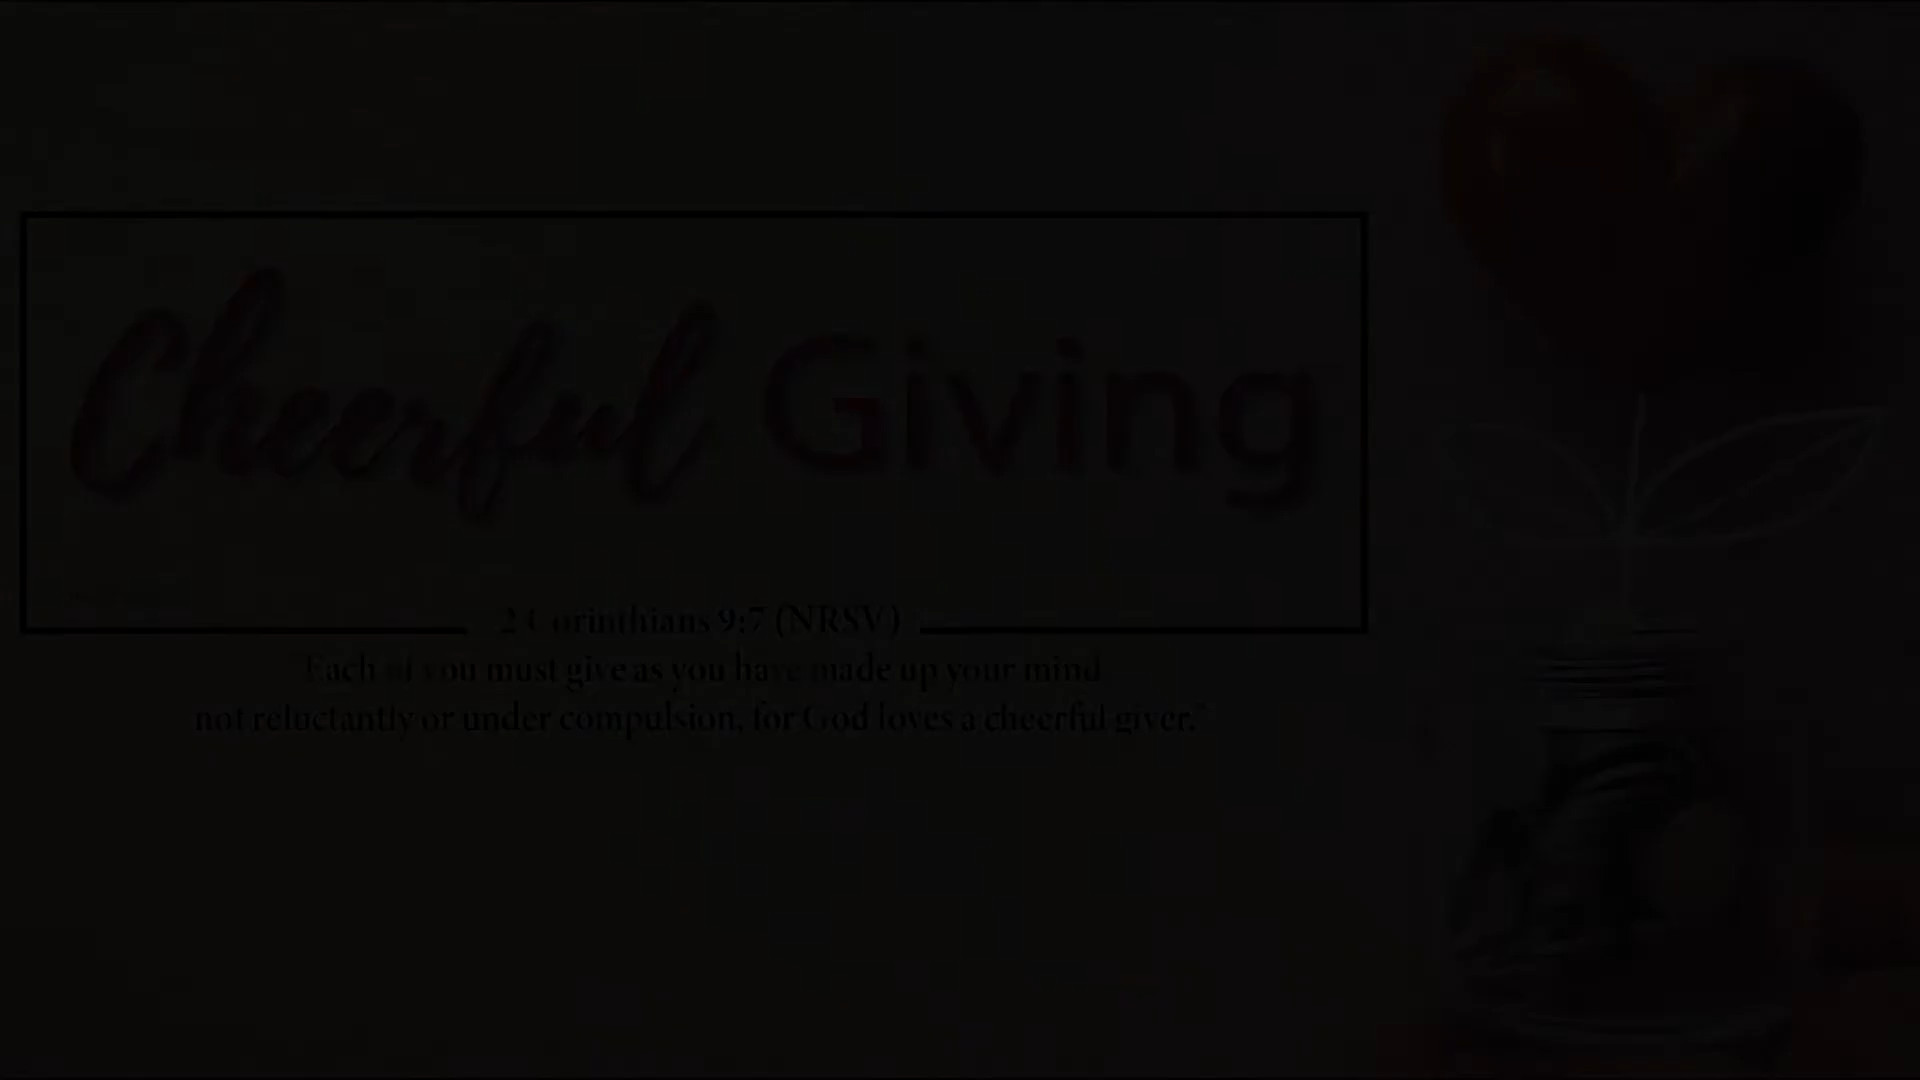 Cheerful Giving
2 Corinthians 9:7 (NRSV)
Each of you must give as you have made up your mind
not reluctantly or under compulsion, for God loves a cheerful giver."